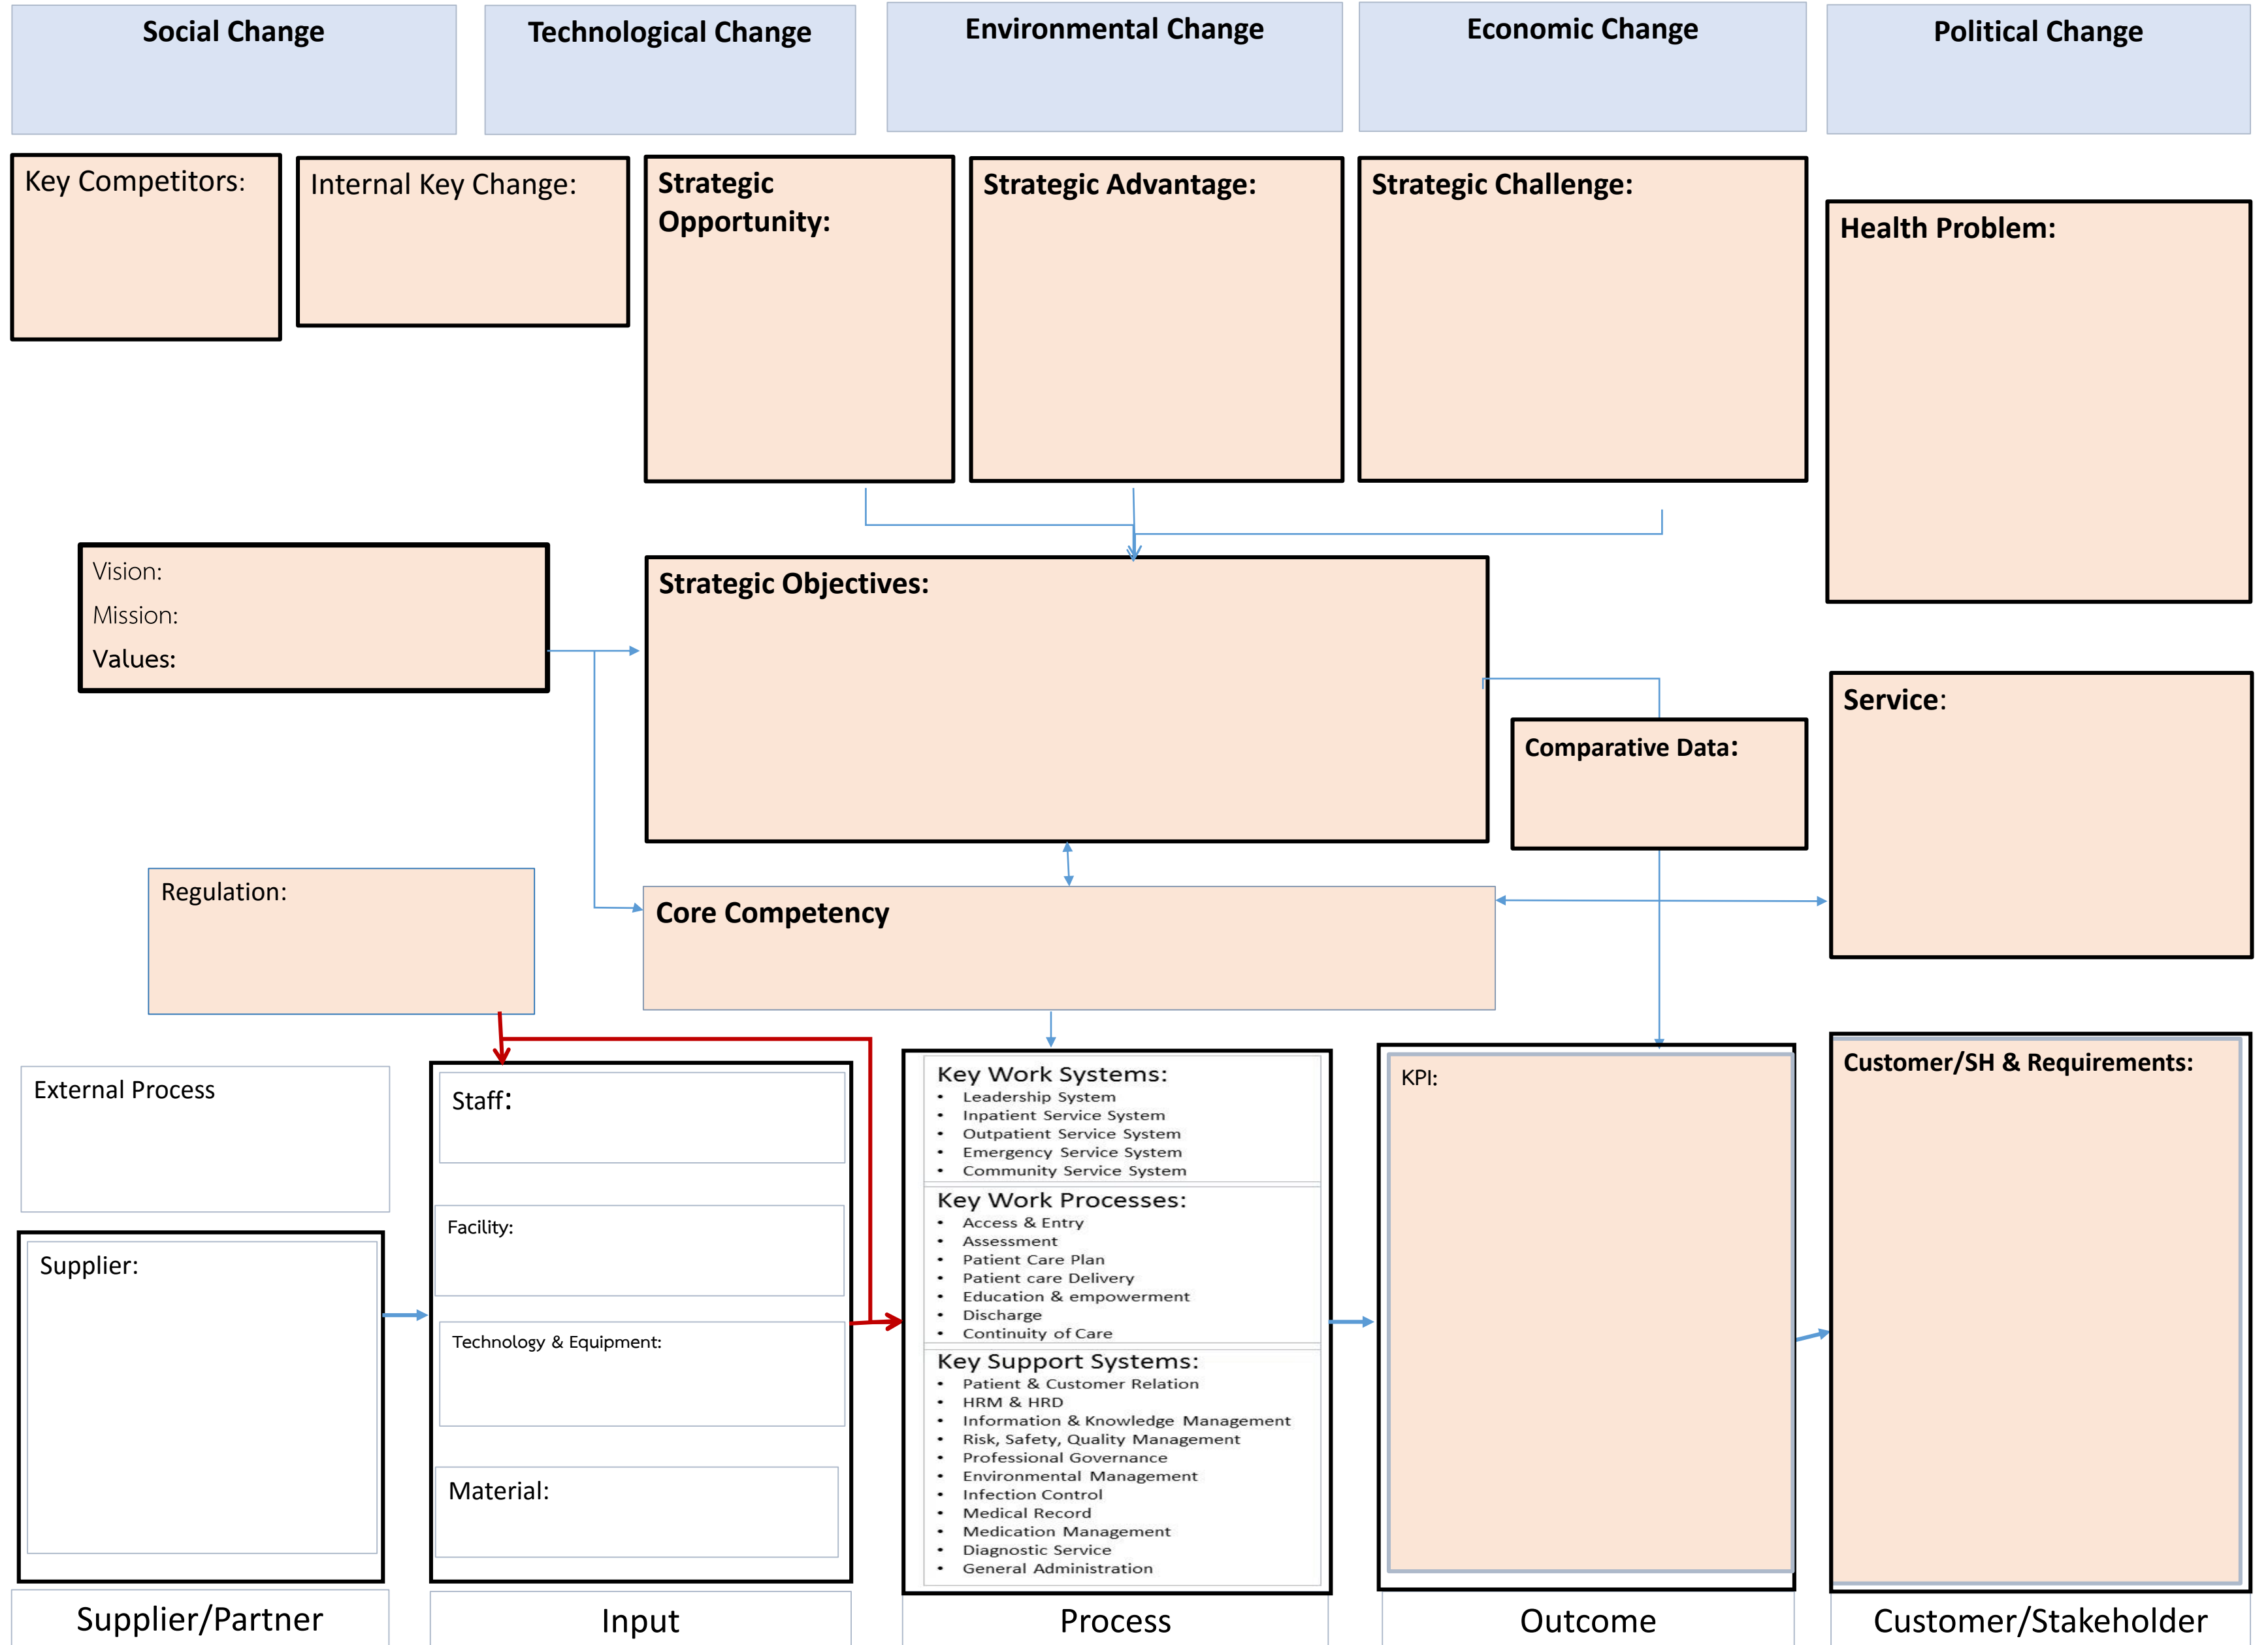 Social Change
Technological Change
Environmental Change
Economic Change
Political Change
Key Competitors:
Internal Key Change:
Strategic
Opportunity:
Strategic Advantage:
Strategic Challenge:
Health Problem:
Vision:
Mission:
Values:
Strategic Objectives:
Service:
Comparative Data:
Regulation:
Core Competency
External Process
Supplier:
Staff:
Facility:
Technology & Equipment:
Material:
Key Work Systems:
• Leadership System
• Inpatient Service System
• Outpatient Service System
• Emergency Service System
• Community Service System
Key Work Processes:
• Access & Entry
• Assessment
• Patient Care Plan
• Patient care Delivery
• Education & empowerment
• Discharge
• Continuity of Care
Key Support Systems:
• Patient & Customer Relation
• HRM & HRD
• Information & Knowledge Management
• Risk, Safety, Quality Management
• Professional Governance
• Environmental Management
• Infection Control
• Medical Record
• Medication Management
• Diagnostic Service
• General Administration
KPI:
Customer/SH & Requirements:
Supplier/Partner
Input
Process
Outcome
Customer/Stakeholder